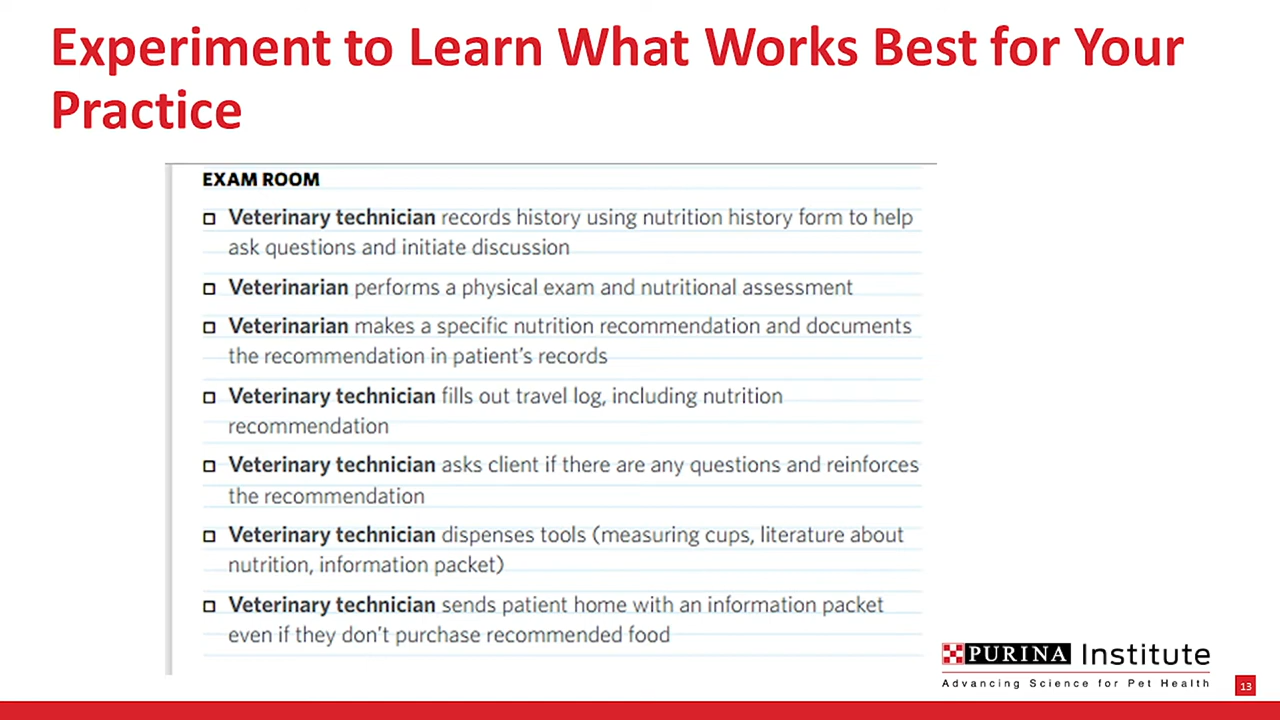 Experiment to Learn What Works Best for Your
Practice
EXAM ROOM
Veterinary technician records history using nutrition history form to help
ask questions and initiate discussion
Veterinarian performs a physical exam and nutritional assessment
Veterinarian makes a specific nutrition recommendation and documents
the recommendation in patient's records
Veterinary technician fills out travel log, including nutrition
recommendation
Veterinary technician asks client if there are any questions and reinforces
the recommendation
Veterinary technician dispenses tools (measuring cups, literature about
nutrition, information packet)
Veterinary technician sends patient home with an information packet
even if they don't purchase recommended food
PURINA Institute
Advancing Science for Pet Health
13